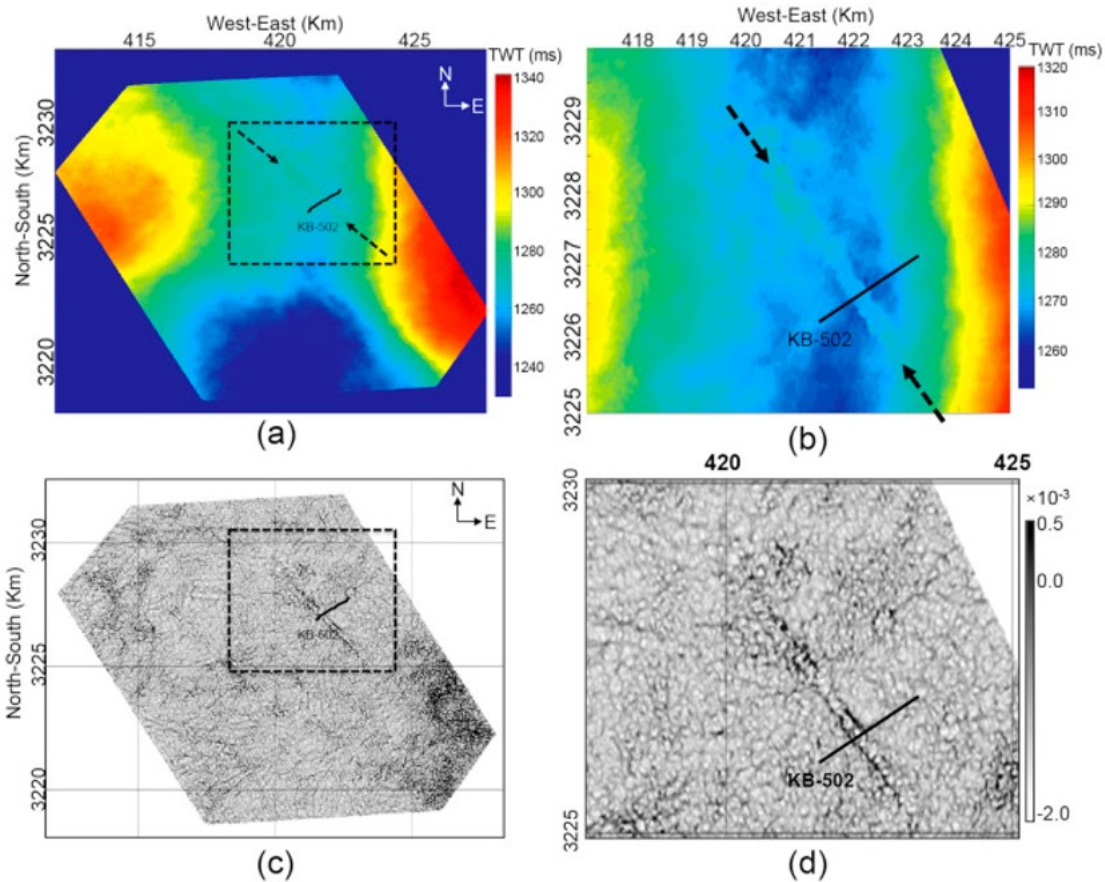 West-East (Km)
415 420 425
TWT (ms)
1340
1320
1300
1280
1260
1240
N
E
North-South (Km)
3230
3225
3220
KB-502
(a)
West-East (Km)
418 419 420 421 422 423 424 425
TWT (ms)
1320
1310
1300
1290
1280
1270
1260
3229
3228
3227
3226
3225
KB-502
(b)
N
E
North-South (Km)
3230
3225
3220
KB-502
(c)
420 425
3230
3225
×10-3
0.5
0.0
-2.0
KB-502
(d)